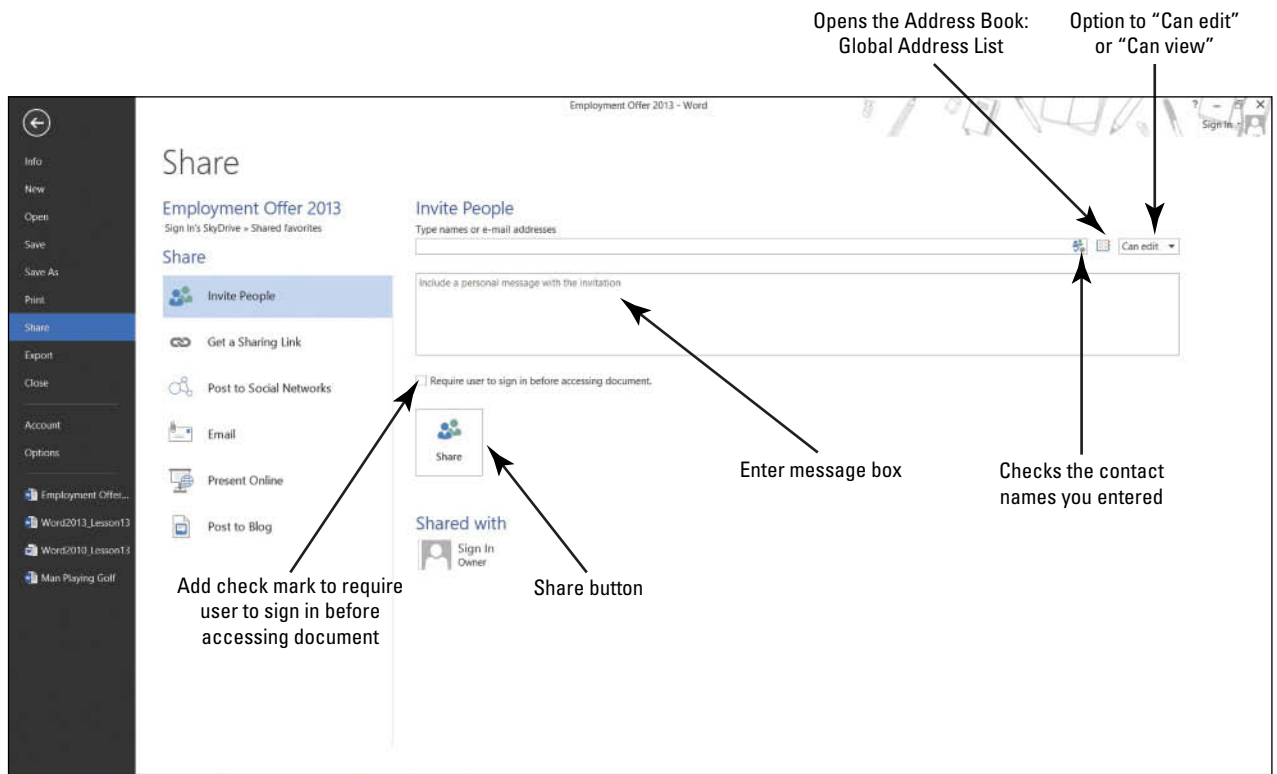 Opens the Address Book:
Global Address List
Option to “Can edit”
or “Can view”
Employment Offer 2013 - Word
?
Sign In
Info
New
Open
Save
Save As
Print
Share
Export
Close
Account
Options
Employment Offer...
Word2013_Lesson13
Word2010_Lesson13
Man Playing Golf
Share
Employment Offer 2013
Sign In's SkyDrive » Shared favorites
Share
Invite People
Get a Sharing Link
Post to Social Networks
Email
Present Online
Post to Blog
Invite People
Type names or e-mail addresses
Can edit
Include a personal message with the invitation
Require user to sign in before accessing document.
Share
Shared with
Sign In
Owner
Enter message box
Checks the contact
names you entered
Add check mark to require
user to sign in before
accessing document
Share button